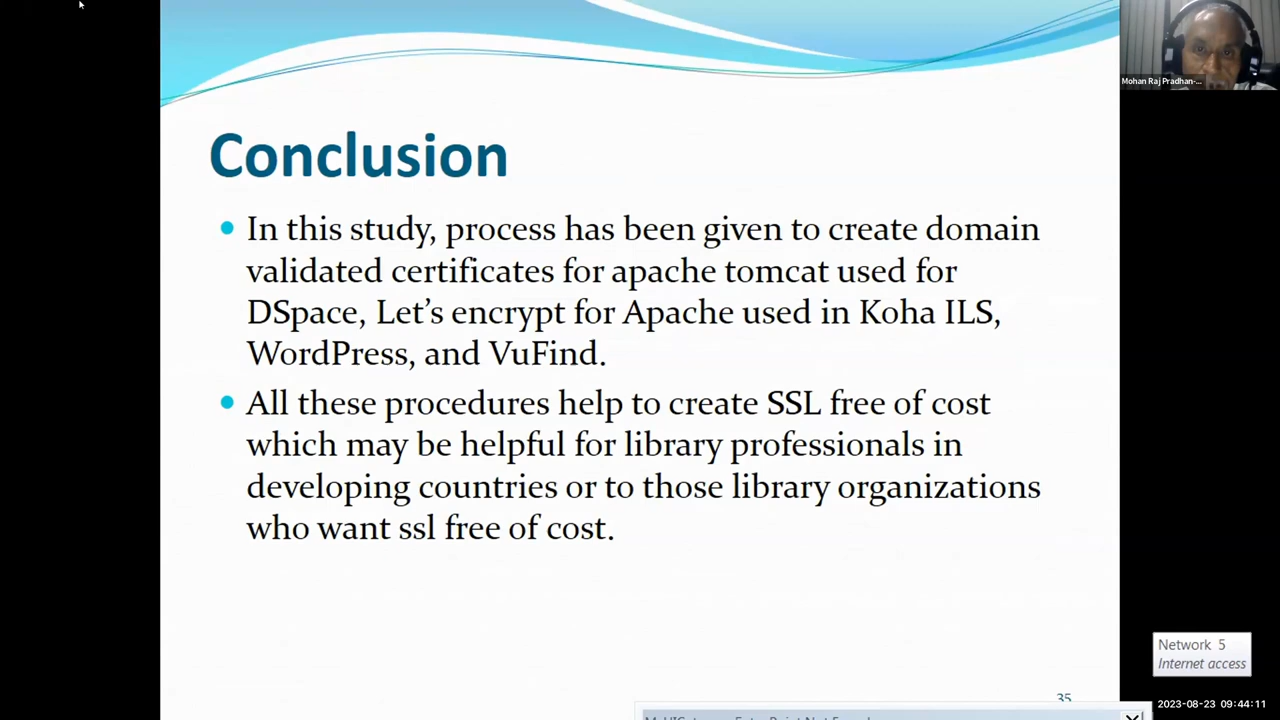 Mohan Raj Pradhan-...
Conclusion
In this study, process has been given to create domain
validated certificates for apache tomcat used for
DSpace, Let's encrypt for Apache used in Koha ILS,
WordPress, and VuFind.
All these procedures help to create SSL free of cost
which may be helpful for library professionals in
developing countries or to those library organizations
who want ssl free of cost.
Network 5
Internet access
35
2023-08-23 09:44:11